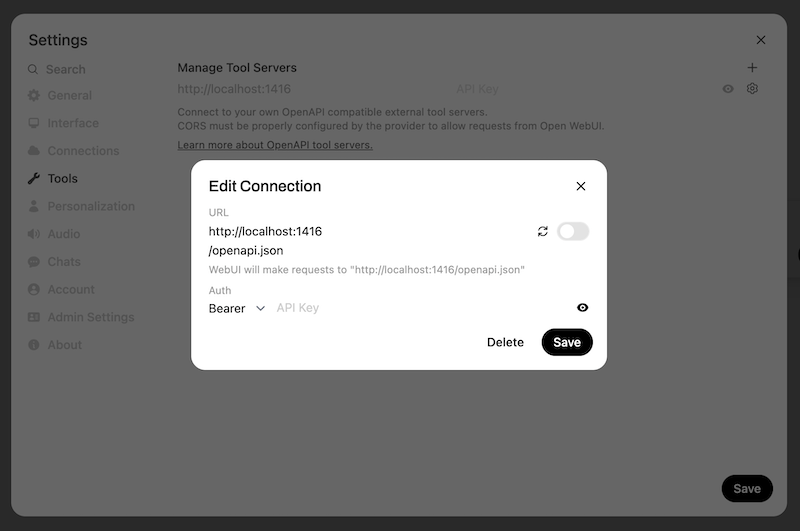 Settings
Search
General
Interface
Connections
Tools
Personalization
Audio
Chats
Account
Admin Settings
About
Manage Tool Servers
http://localhost:1416 API Key
Connect to your own OpenAPI compatible external tool servers.
CORS must be properly configured by the provider to allow requests from Open WebUI.
Learn more about OpenAPI tool servers.
Edit Connection
URL
http://localhost:1416
/openapi.json
WebUI will make requests to "http://localhost:1416/openapi.json"
Auth
Bearer API Key
Delete Save
Save